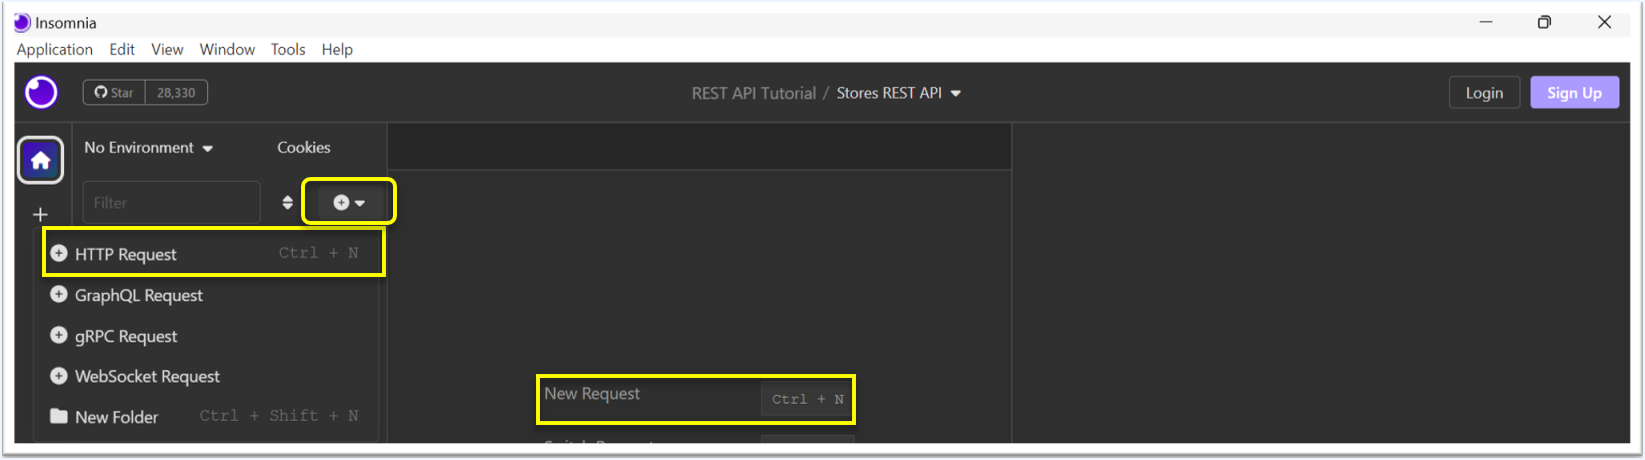 Insomnia
Application Edit View Window Tools Help
Star 28,330 REST API Tutorial / Stores REST API Login Sign Up
No Environment Cookies
Filter
HTTP Request Ctrl + N
GraphQL Request
gRPC Request
WebSocket Request
New Request Ctrl + N
New Folder Ctrl + Shift + N